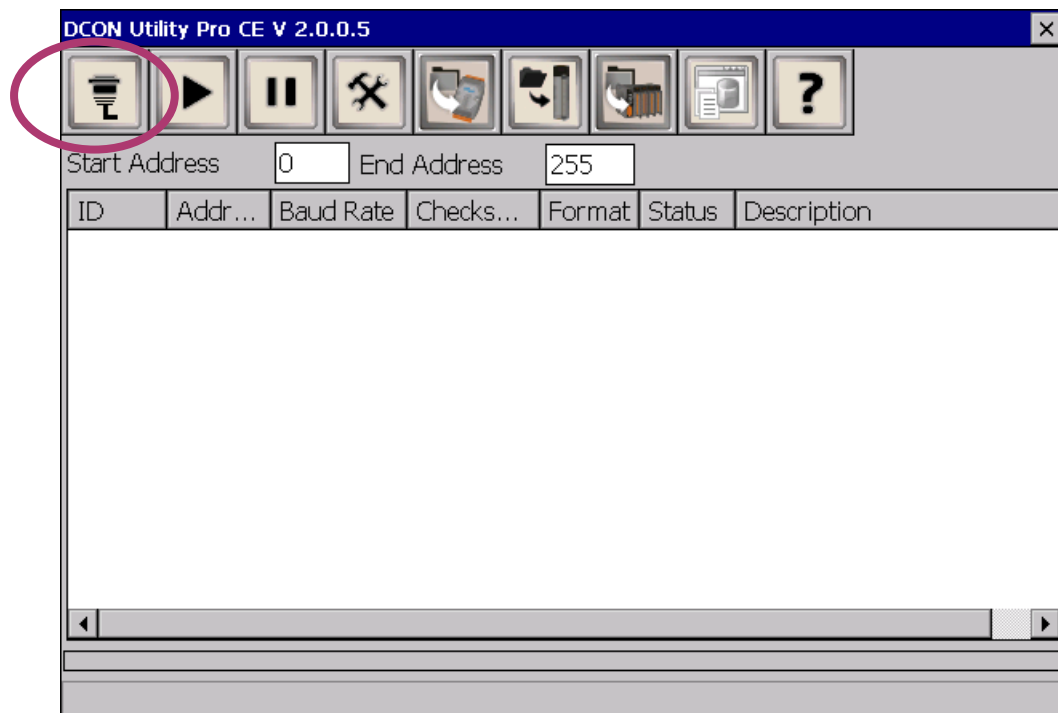 DCON Utility Pro CE V 2.0.0.5
?
Start Address 0 End Address 255
ID Addr... Baud Rate Checks... Format Status Description